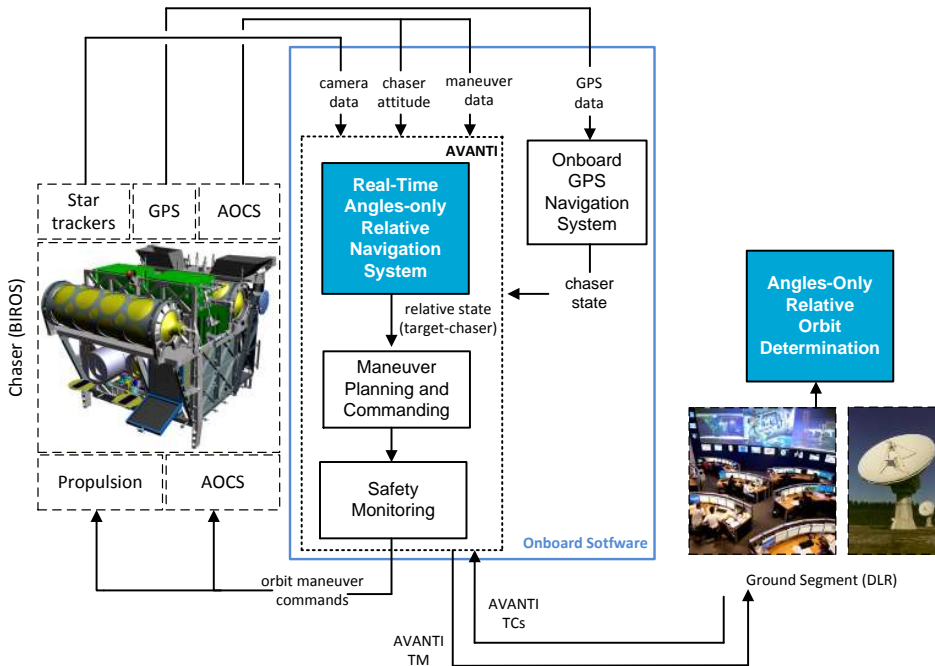 camera
data
chaser
attitude
maneuver
data
GPS
data
AVANTI
Star
trackers
GPS
AOCS
Real-Time
Angles-only
Relative
Navigation
System
Onboard
GPS
Navigation
System
chaser
state
relative state
(target-chaser)
Chaser (BIROS)
Maneuver
Planning and
Commanding
Angles-Only
Relative
Orbit
Determination
Propulsion
AOCS
Safety
Monitoring
Onboard Sotfware
orbit maneuver
commands
Ground Segment (DLR)
AVANTI
TCs
AVANTI
TM